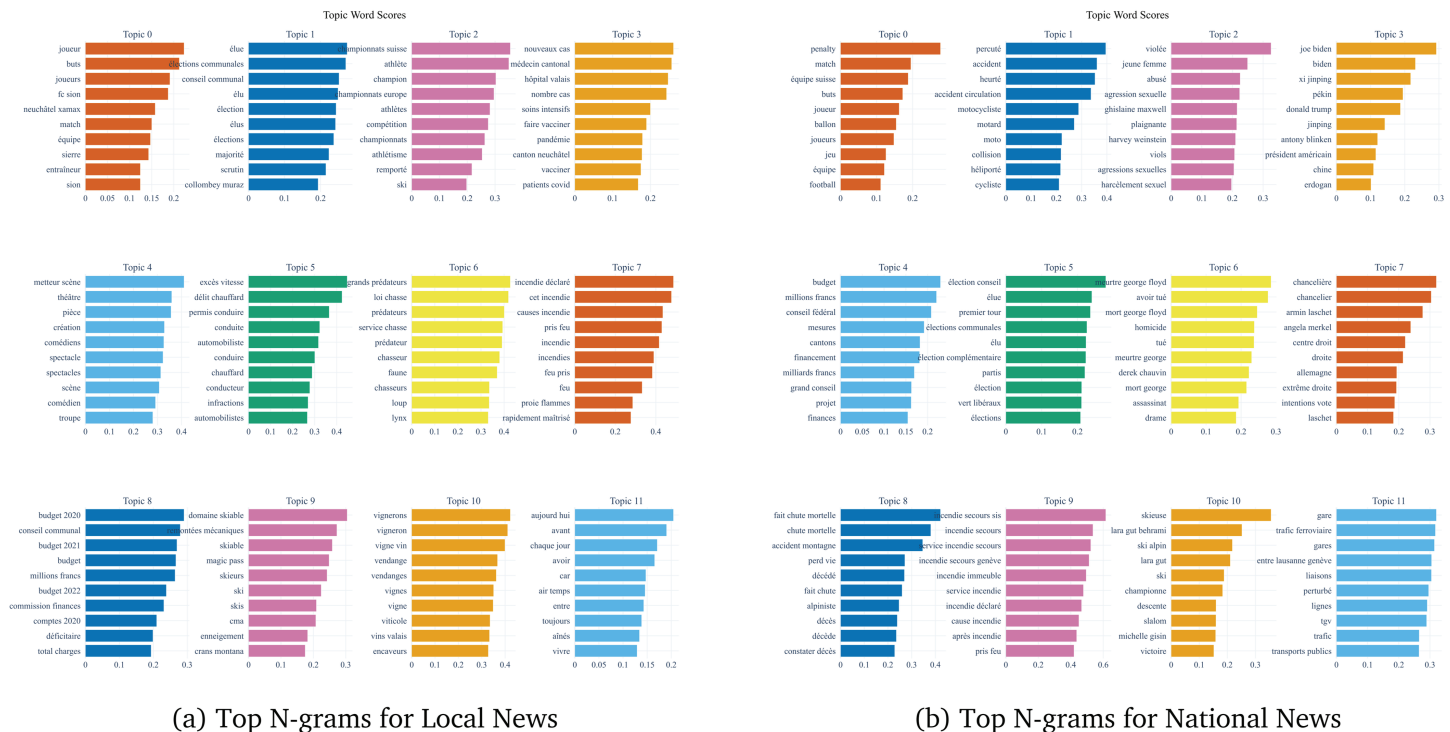 Topic Word Scores
Topic 0
joueur
buts
joueurs
fc sion
neuchâtel xamax
match
équipe
sierre
entraîneur
sion
0 0.05 0.1 0.15 0.2
Topic 1
élue
élections communales
conseil communal
élu
élection
élus
élections
majorité
scrutin
collombey muraz
0 0.1 0.2
Topic 2
championnats suisse
athlète
champion
championnats europe
athlètes
compétition
championnats
athlétisme
remporté
ski
0 0.1 0.2 0.3
Topic 3
nouveaux cas
médecin cantonal
hôpital valais
nombre cas
soins intensifs
faire vacciner
pandémie
canton neuchâtel
vacciner
patients covid
0 0.1 0.2
Topic 4
metteur scène
théâtre
pièce
création
comédiens
spectacle
spectacles
scène
comédien
troupe
0 0.1 0.2 0.3 0.4
Topic 5
excès vitesse
délit chauffard
permis conduire
conduite
automobiliste
conduire
chauffard
conducteur
infractions
automobilistes
0 0.1 0.2 0.3 0.4
Topic 6
grands prédateurs
loi chasse
prédateurs
service chasse
prédateur
chasseur
faune
chasseurs
loup
lynx
0 0.1 0.2 0.3 0.4
Topic 7
incendie déclaré
cet incendie
causes incendie
pris feu
incendie
incendies
feu pris
feu
proie flammes
rapidement maîtrisé
0 0.2 0.4
Topic 8
budget 2020
conseil communal
budget 2021
budget
millions francs
budget 2022
commission finances
comptes 2020
déficitaire
total charges
0 0.1 0.2 0.3
Topic 9
domaine skiable
remontées mécaniques
skiable
magic pass
skieurs
ski
skis
cma
enneigement
crans montana
0 0.1 0.2 0.3
Topic 10
vignerons
vigneron
vigne vin
vendange
vendanges
vignes
vigne
viticole
vins valais
encaveurs
0 0.1 0.2 0.3 0.4
Topic 11
aujourd hui
avant
chaque jour
avoir
car
air temps
entre
toujours
aînés
vivre
0 0.05 0.1 0.15 0.2
(a) Top N-grams for Local News
Topic Word Scores
Topic 0
penalty
match
équipe suisse
buts
joueur
ballon
joueurs
jeu
équipe
football
0 0.1 0.2
Topic 1
percuté
accident
heurté
accident circulation
motocycliste
motard
moto
collision
héliporté
cycliste
0 0.1 0.2 0.3 0.4
Topic 2
violée
jeune femme
abusé
agression sexuelle
ghislaine maxwell
plaignante
harvey weinstein
viols
agressions sexuelles
harcèlement sexuel
0 0.1 0.2 0.3
Topic 3
joe biden
biden
xi jinping
pékin
donald trump
jinping
antony blinken
président américain
chine
erdogan
0 0.1 0.2 0.3
Topic 4
budget
millions francs
conseil fédéral
mesures
cantons
financement
milliards francs
grand conseil
projet
finances
0 0.05 0.1 0.15 0.2
Topic 5
élection conseil
élue
premier tour
élections communales
élu
élection complémentaire
partis
élection
vert libéraux
élections
0 0.1 0.2
Topic 6
meurtre george floyd
avoir tué
mort george floyd
homicide
tué
meurtre george
derek chauvin
mort george
assassinat
drame
0 0.1 0.2 0.3
Topic 7
chancelière
chancelier
armin laschet
angela merkel
centre droit
droite
allemagne
extrême droite
intentions vote
laschet
0 0.1 0.2 0.3
Topic 8
fait chute mortelle
chute mortelle
accident montagne
perd vie
décédé
fait chute
alpiniste
décès
décède
constater décès
0 0.1 0.2 0.3 0.4
Topic 9
incendie secours sis
incendie secours
service incendie secours
incendie secours genève
incendie immeuble
service incendie
incendie déclaré
cause incendie
après incendie
pris feu
0 0.2 0.4 0.6
Topic 10
skieuse
lara gut behrami
ski alpin
lara gut
ski
championne
descente
slalom
michelle gisin
victoire
0 0.1 0.2 0.3
Topic 11
gare
trafic ferroviaire
gares
entre lausanne genève
liaisons
perturbé
lignes
tgv
trafic
transports publics
0 0.1 0.2 0.3
(b) Top N-grams for National News